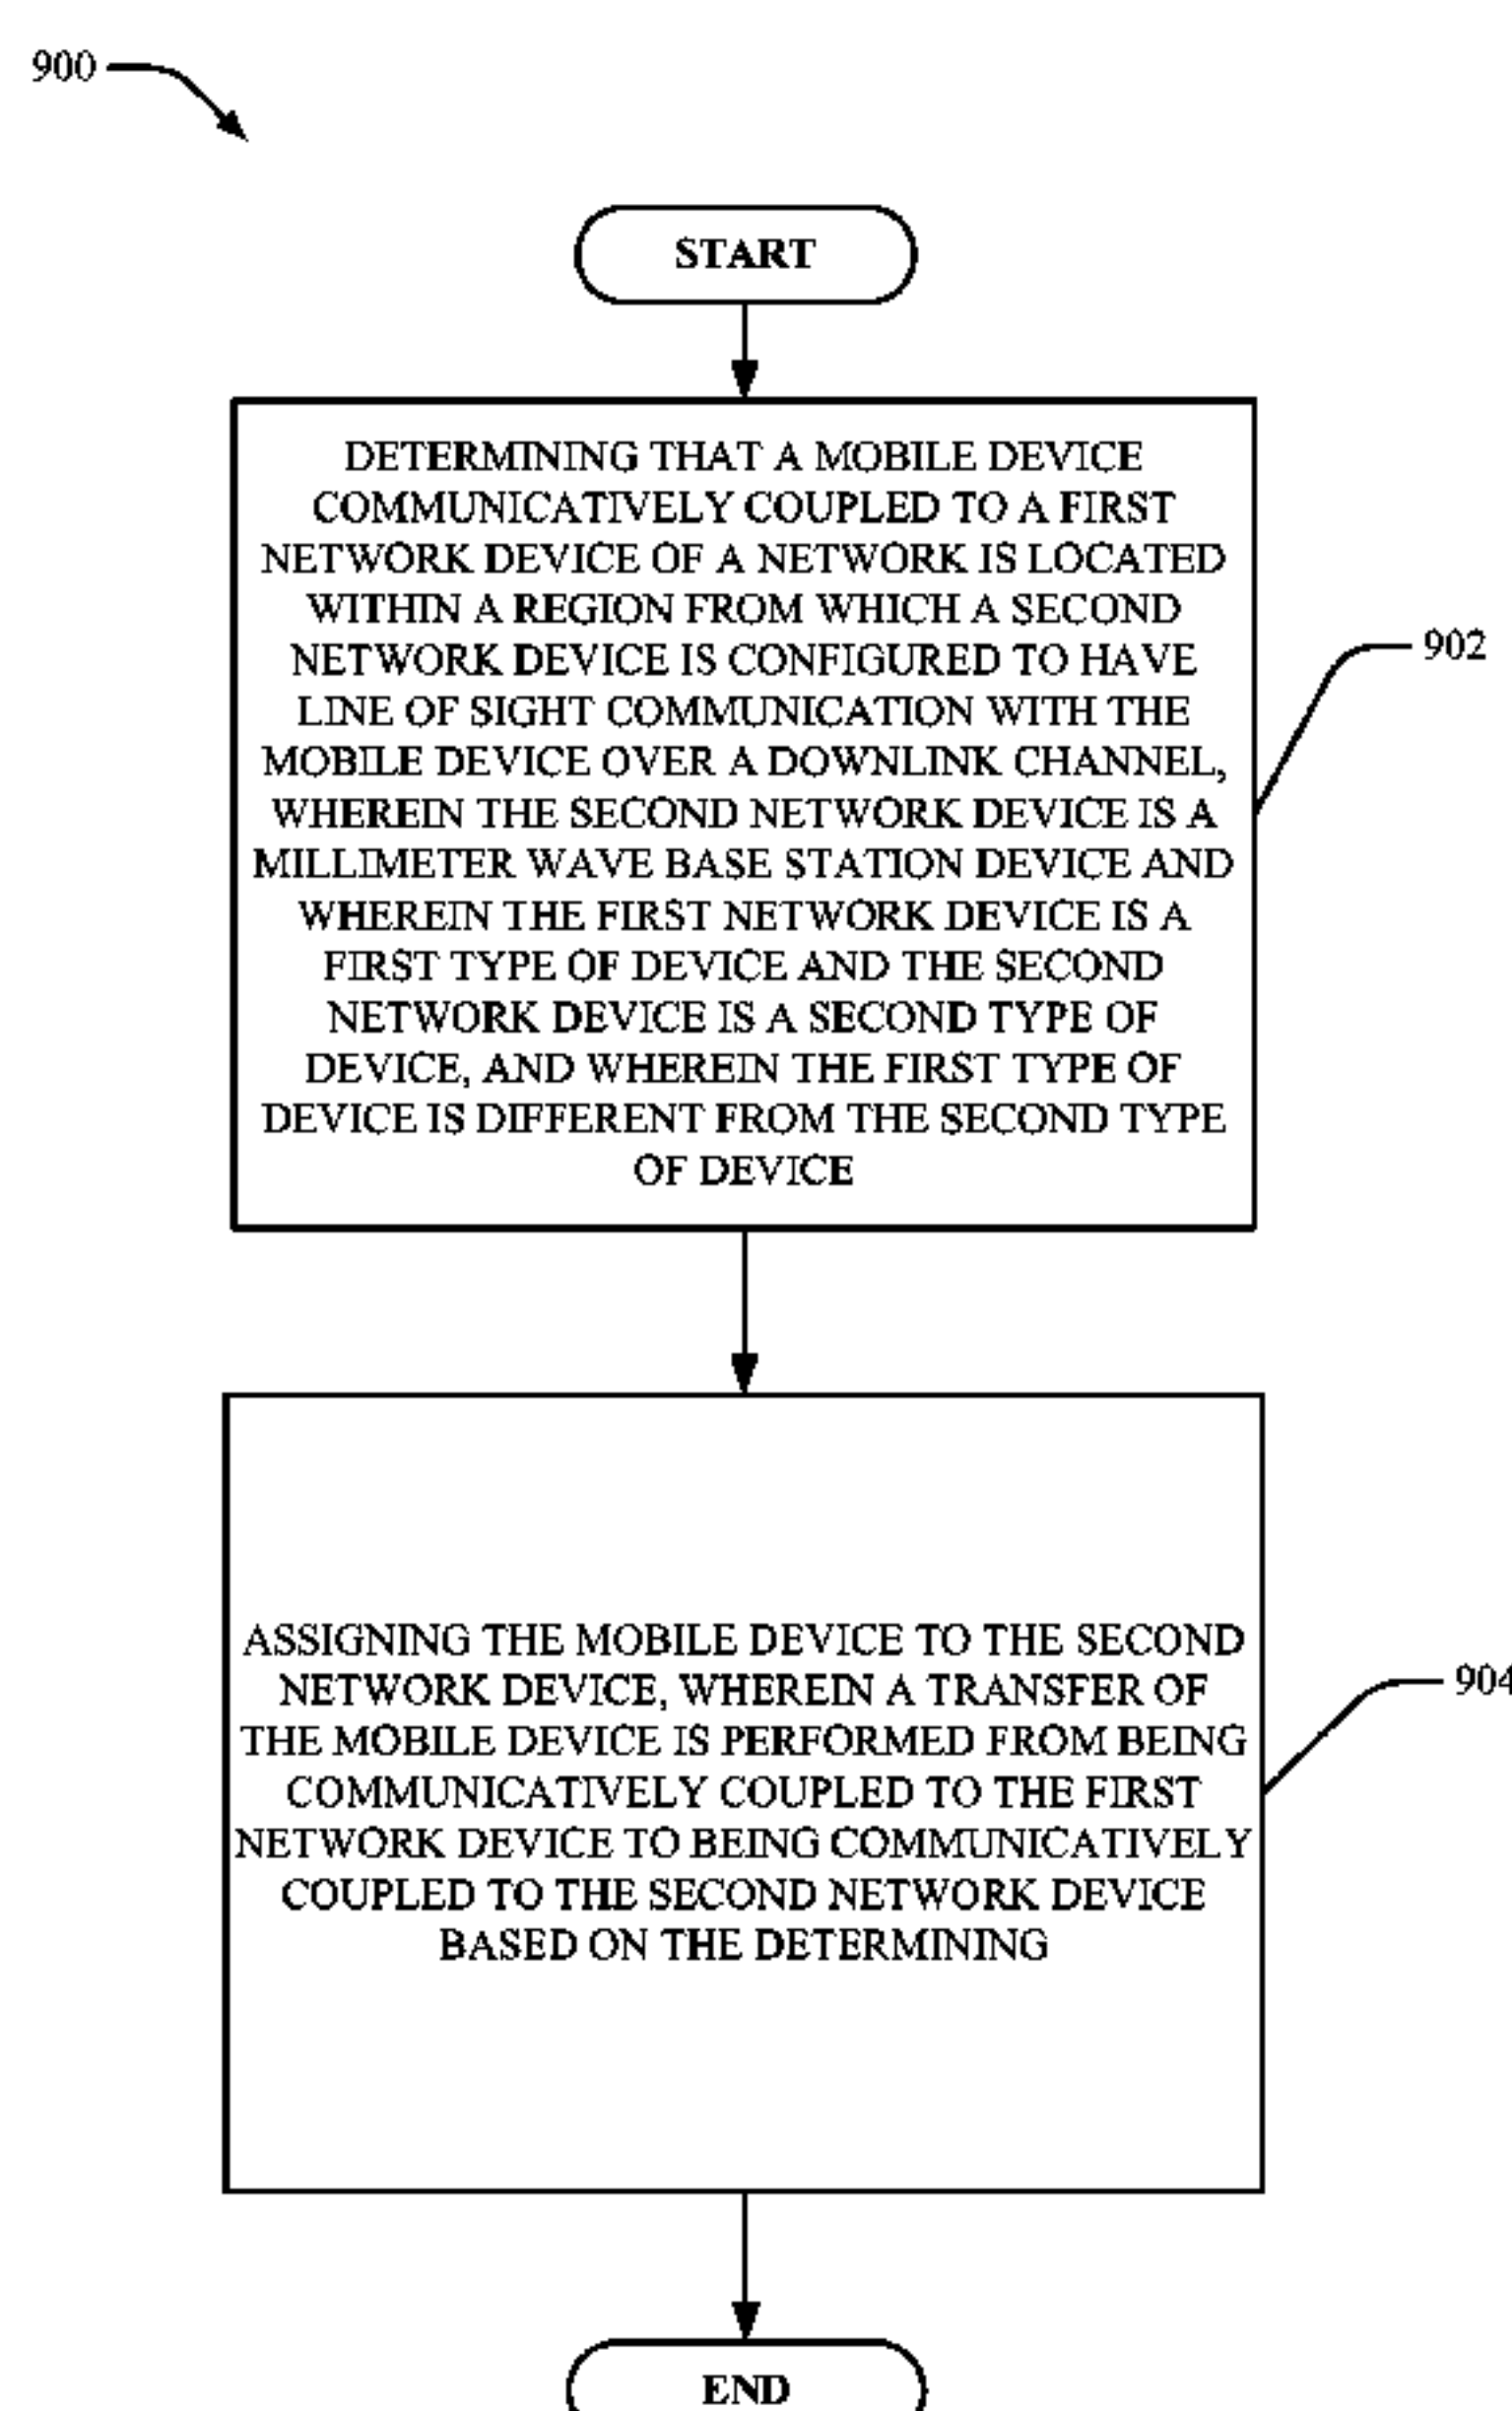 900
START
DETERMINING THAT A MOBILE DEVICE
COMMUNICATIVELY COUPLED TO A FIRST
NETWORK DEVICE OF A NETWORK IS LOCATED
WITHIN A REGION FROM WHICH A SECOND
NETWORK DEVICE IS CONFIGURED TO HAVE
LINE OF SIGHT COMMUNICATION WITH THE
MOBILE DEVICE OVER A DOWNLINK CHANNEL,
WHEREIN THE SECOND NETWORK DEVICE IS A
MILLIMETER WAVE BASE STATION DEVICE AND
WHEREIN THE FIRST NETWORK DEVICE IS A
FIRST TYPE OF DEVICE AND THE SECOND
NETWORK DEVICE IS A SECOND TYPE OF
DEVICE, AND WHEREIN THE FIRST TYPE OF
DEVICE IS DIFFERENT FROM THE SECOND TYPE
OF DEVICE
902
ASSIGNING THE MOBILE DEVICE TO THE SECOND
NETWORK DEVICE, WHEREIN A TRANSFER OF
THE MOBILE DEVICE IS PERFORMED FROM BEING
COMMUNICATIVELY COUPLED TO THE FIRST
NETWORK DEVICE TO BEING COMMUNICATIVELY
COUPLED TO THE SECOND NETWORK DEVICE
BASED ON THE DETERMINING
904
END